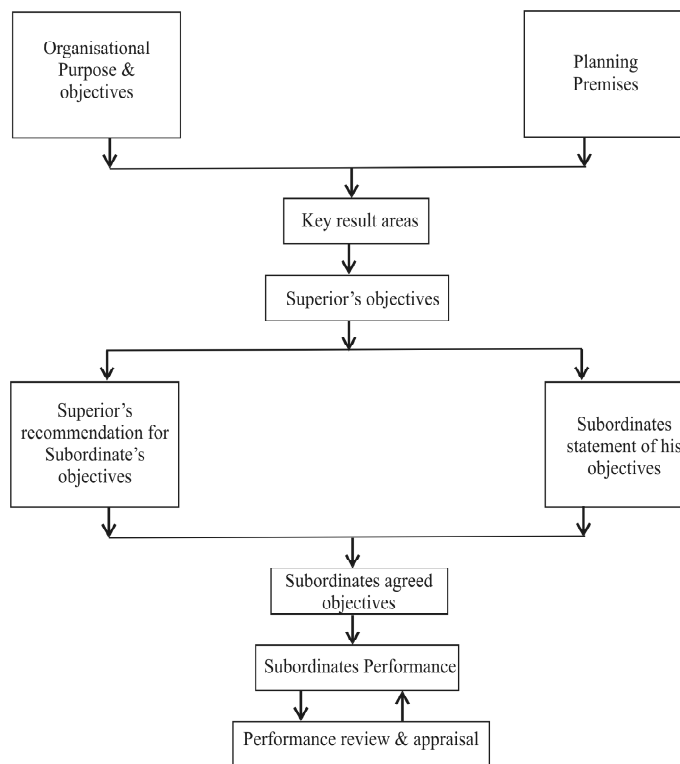 Organisational
Purpose &
objectives
Planning
Premises
Key result areas
Superior's objectives
Superior's
recommendation for
Subordinate's
objectives
Subordinates
statement of his
objectives
Subordinates agreed
objectives
Subordinates Performance
Performance review & appraisal